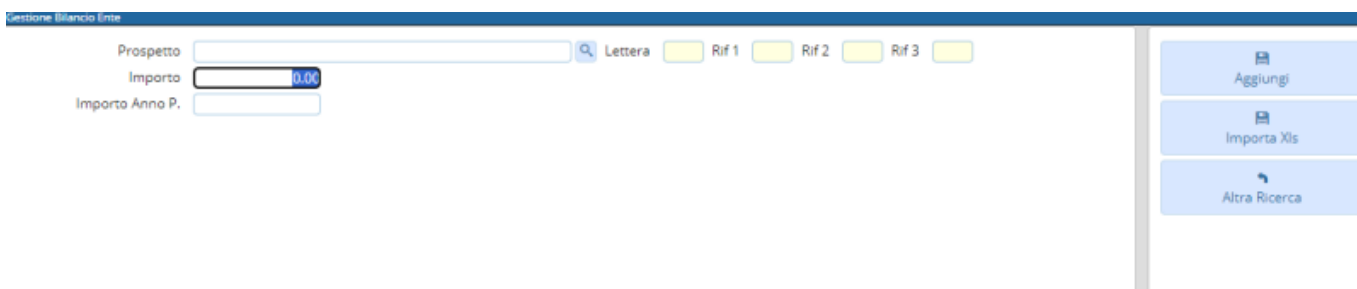 Gestione Bilancio Ente
Prospetto Lettera Rif 1 Rif 2 Rif 3
Importo 0.00
Importo Anno P.
Aggiungi
Importa Xls
Altra Ricerca